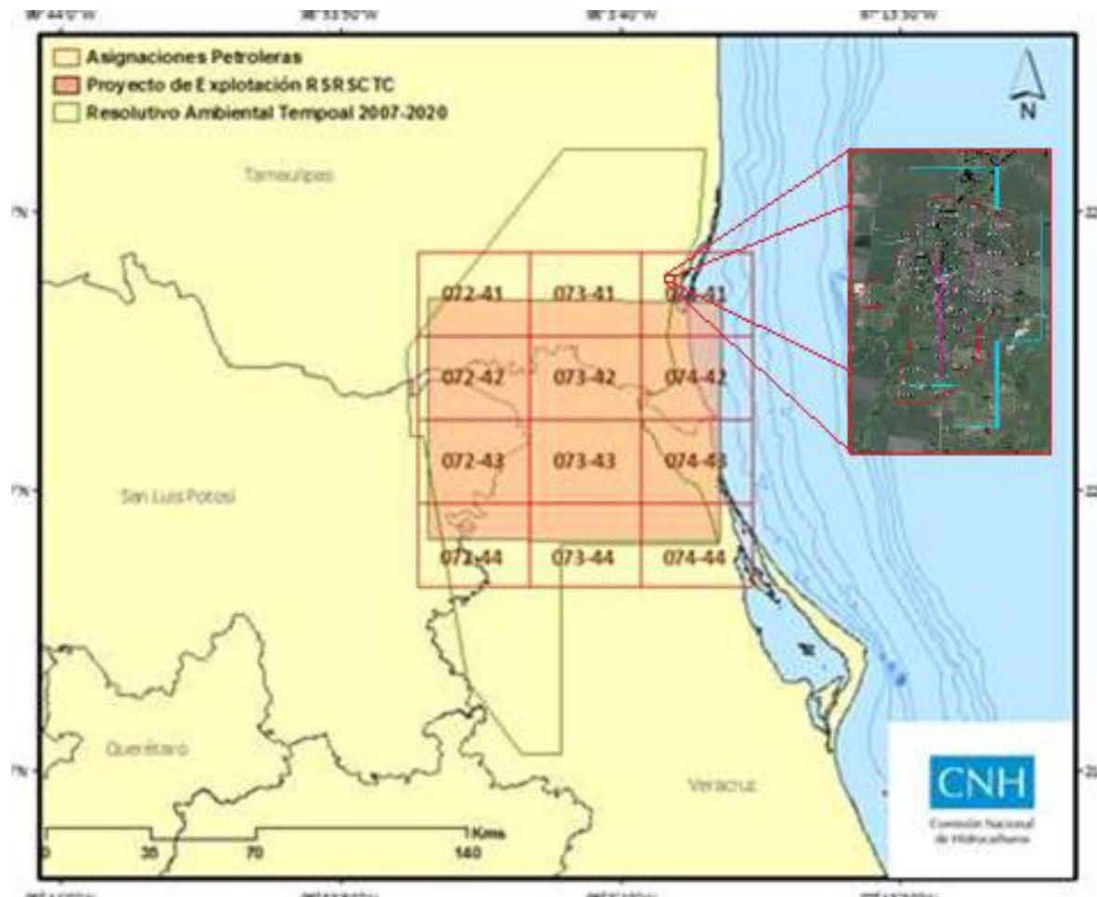 Asignaciones Petroleras
Proyecto de Explotación RSRSCTC
Resolutivo Ambiental Tempoal 2007-2020
N
Tamaulipas
072-41
073-41
074-41
072-42
073-42
074-42
072-43
073-43
074-43
San Luis Potosí
072-44
073-44
074-44
Querétaro
Veracruz
Kms
0 35 70 140
CNH
Comisión Nacional
de Hidrocarburos